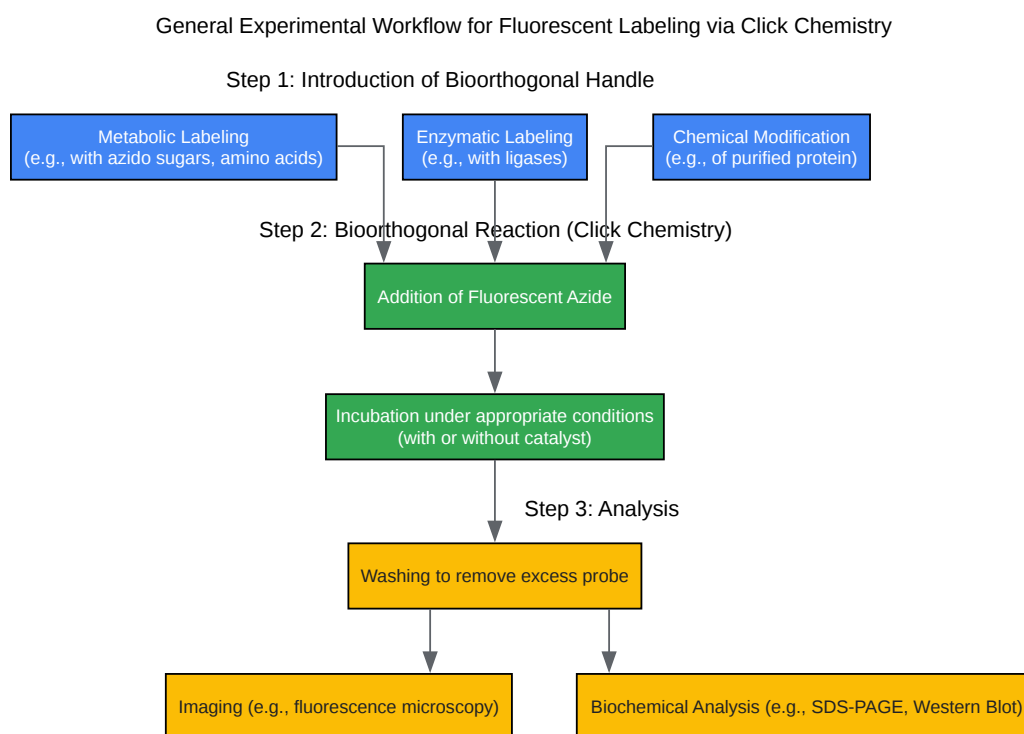 General Experimental Workflow for Fluorescent Labeling via Click Chemistry
Step 1: Introduction of Bioorthogonal Handle
Metabolic Labeling
(e.g., with azido sugars, amino acids)
Enzymatic Labeling
(e.g., with ligases)
Chemical Modification
(e.g., of purified protein)
Step 2: Bioorthogonal Reaction (Click Chemistry)
Addition of Fluorescent Azide
Incubation under appropriate conditions
(with or without catalyst)
Step 3: Analysis
Washing to remove excess probe
Imaging (e.g., fluorescence microscopy)
Biochemical Analysis (e.g., SDS-PAGE, Western Blot)